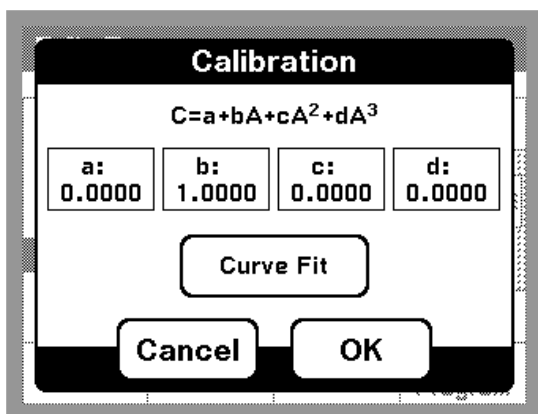 Calibration
C=a+bA+cA²+dA³
a: b: c: d:
0.0000 1.0000 0.0000 0.0000
Curve Fit
Cancel OK